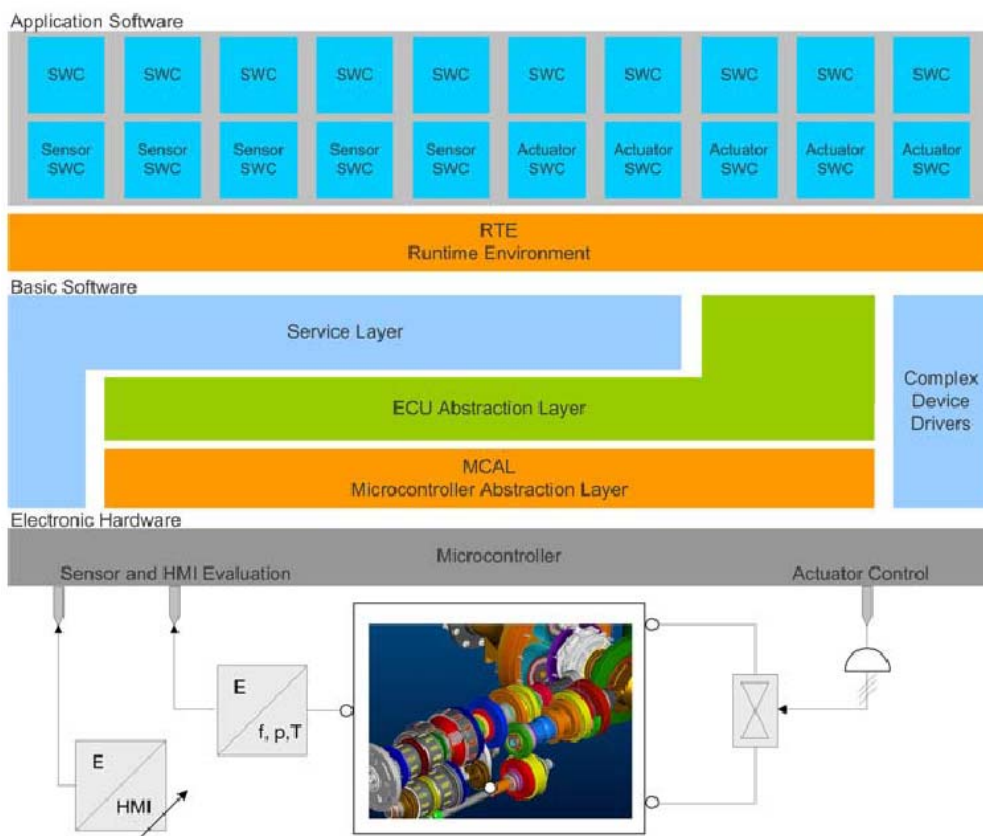 Application Software
SWC SWC SWC SWC SWC SWC SWC SWC SWC SWC
Sensor Sensor Sensor Sensor Sensor Actuator Actuator Actuator Actuator Actuator
SWC SWC SWC SWC SWC SWC SWC SWC SWC SWC
RTE
Runtime Environment
Basic Software
Service Layer
ECU Abstraction Layer
Complex
Device
Drivers
MCAL
Microcontroller Abstraction Layer
Electronic Hardware
Microcontroller
Sensor and HMI Evaluation
Actuator Control
E
f, p,T
E
HMI